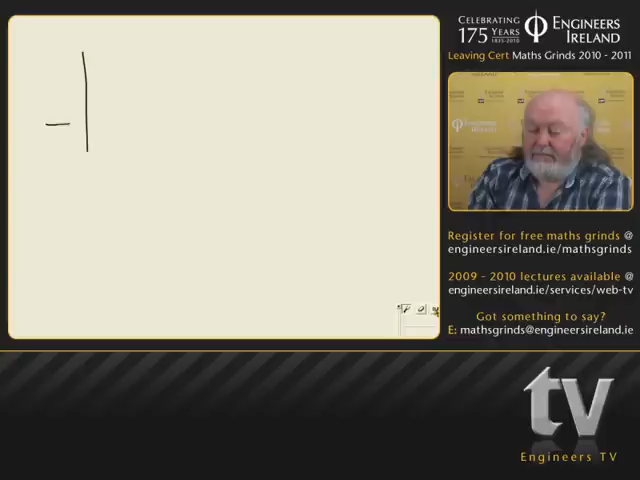 CELEBRATING
175 YEARS
1835-2010
ENGINEERS
IRELAND
Leaving Cert Maths Grinds 2010 - 2011
Register for free maths grinds @
engineersireland.ie/mathsgrinds
2009 - 2010 lectures available @
engineersireland.ie/services/web-tv
Got something to say?
E: mathsgrinds@engineersireland.ie
tv
Engineers TV